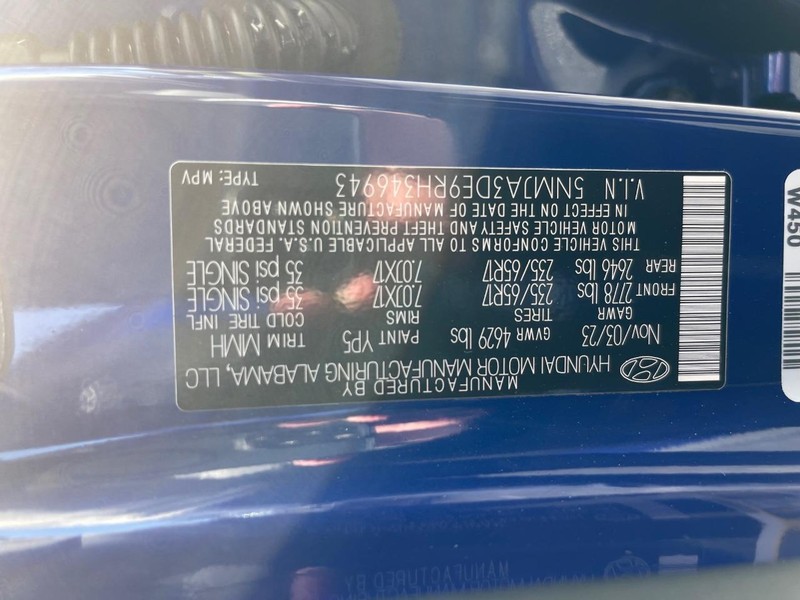 MANUFACTURED BY
HYUNDAI MOTOR MANUFACTURING ALABAMA, LLC
Nov/03/23 GVWR 4629 lbs PAINT YP5 TRIM MMH
GAWR TIRES RIMS COLD TIRE INFL
FRONT 2778 lbs 235/65R17 7.0JX17 35 psi SINGLE
REAR 2646 lbs 235/65R17 7.0JX17 35 psi SINGLE
THIS VEHICLE CONFORMS TO ALL APPLICABLE U.S.A. FEDERAL
MOTOR VEHICLE SAFETY AND THEFT PREVENTION STANDARDS
IN EFFECT ON THE DATE OF MANUFACTURE SHOWN ABOVE
V.I.N 5NMJA3DE9RH346943 TYPE: MPV
W450
MANUFACTURED BY